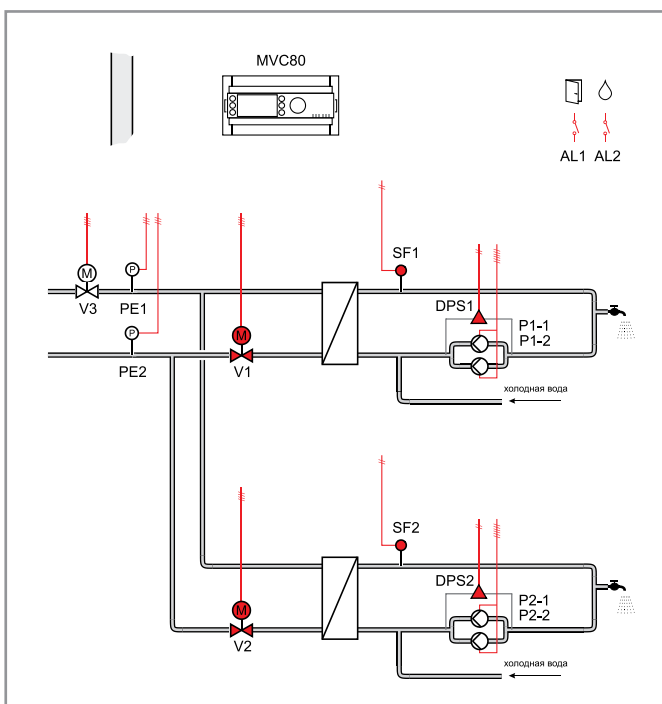 MVC80
AL1 AL2
M
V3
P
PE1
P
PE2
M
V1
SF1
DPS1
P1-1
P1-2
холодная вода
SF2
M
V2
DPS2
P2-1
P2-2
холодная вода